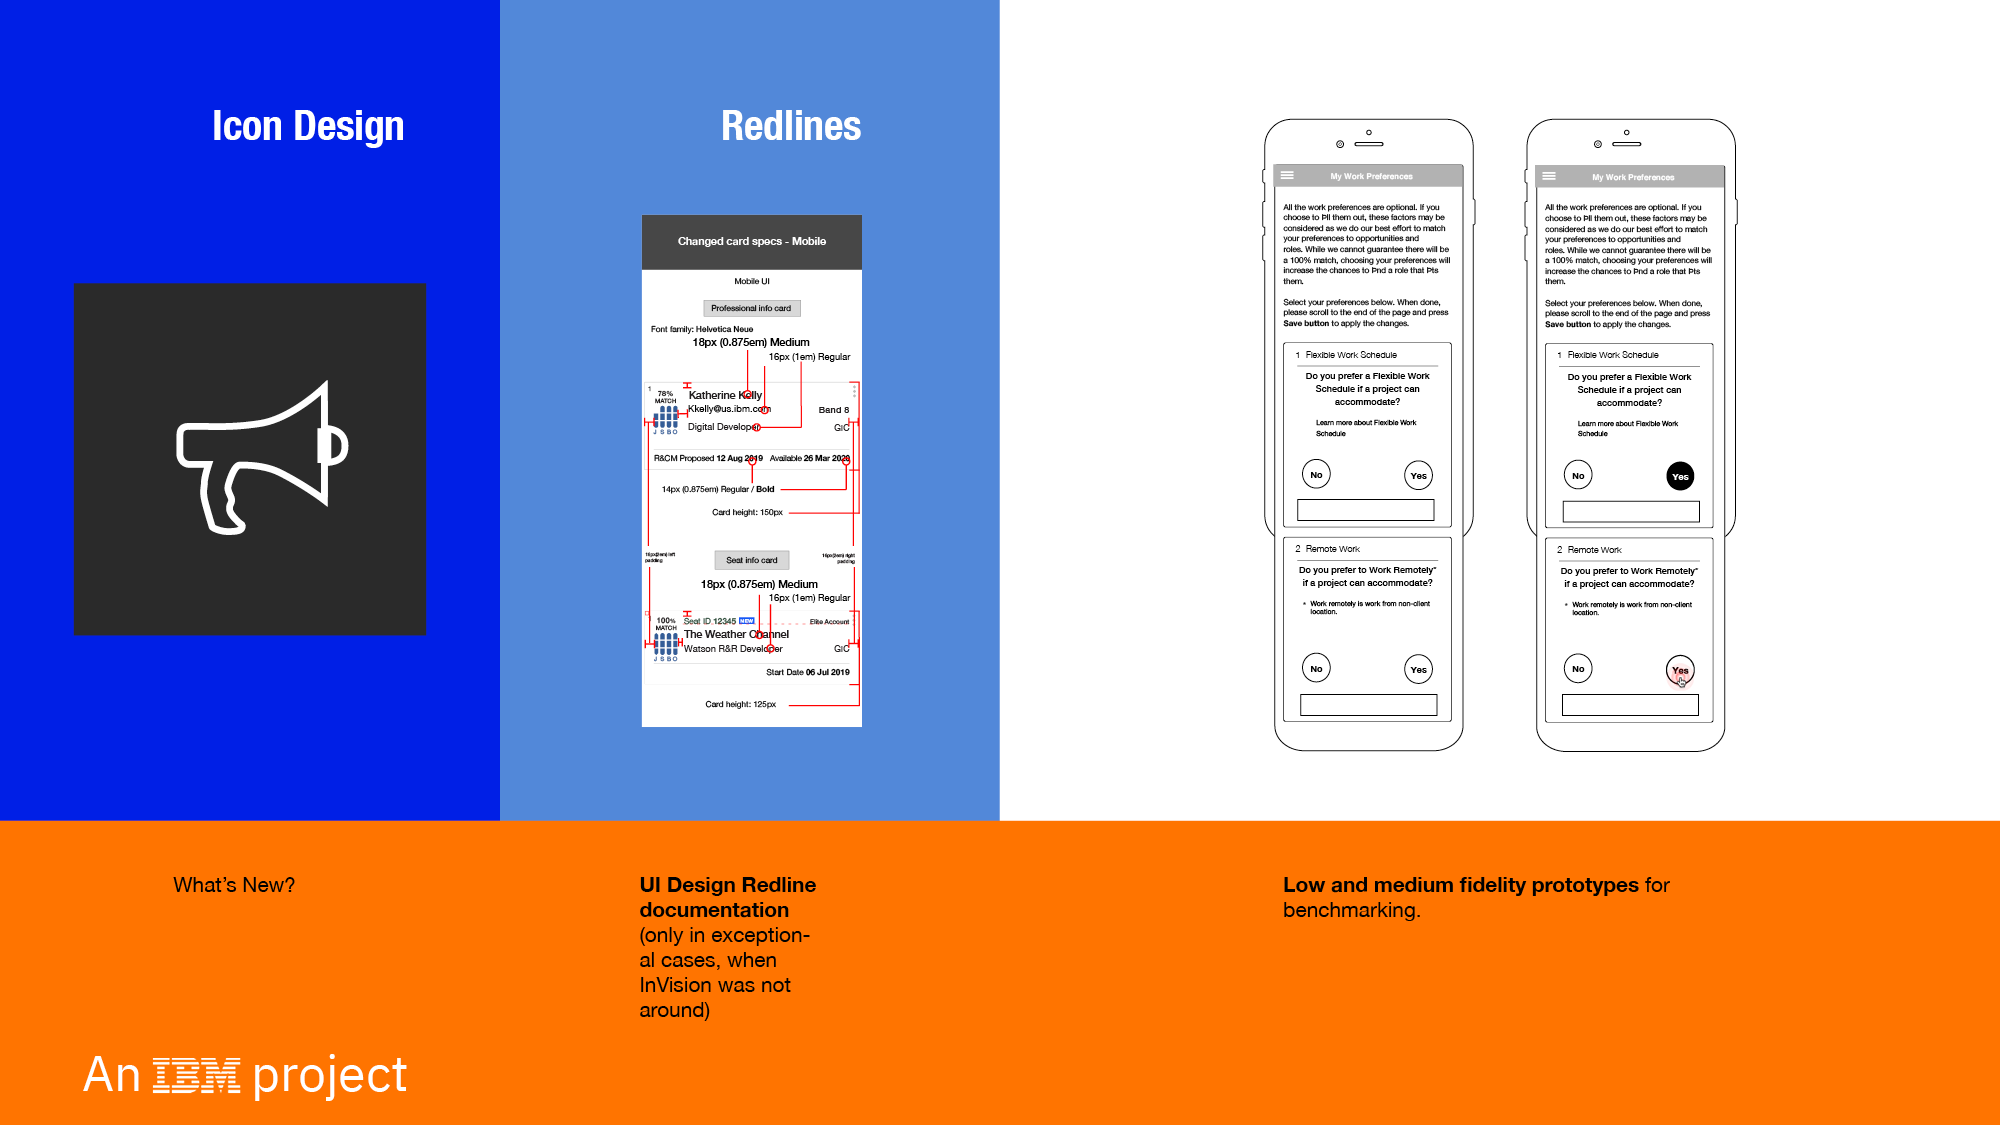 Icon Design
What's New?
Redlines
Changed card specs - Mobile
Mobile UI
Professional info card
Font family: Helvetica Neue
18px (0.875em) Medium
16px (1em) Regular
1
78%
MATCH
J S B O
Katherine Kelly
Kkelly@us.ibm.com
Band 8
Digital Developer
GIC
R&CM Proposed 12 Aug 2019 Available 26 Mar 2020
14px (0.875em) Regular / Bold
Card height: 150px
16px(2em) left
padding
Seat info card
16px(2em) right
padding
18px (0.875em) Medium
16px (1em) Regular
100%
MATCH
J S B O
Seat ID.12345 NEW
Elite Account
The Weather Channel
Watson R&R Developer
GIC
Start Date 06 Jul 2019
Card height: 125px
UI Design Redline
documentation
(only in exception-
al cases, when
InVision was not
around)
My Work Preferences
All the work preferences are optional. If you
choose to Þll them out, these factors may be
considered as we do our best effort to match
your preferences to opportunities and
roles. While we cannot guarantee there will be
a 100% match, choosing your preferences will
increase the chances to Þnd a role that Þts
them.
Select your preferences below. When done,
please scroll to the end of the page and press
Save button to apply the changes.
1 Flexible Work Schedule
Do you prefer a Flexible Work
Schedule if a project can
accommodate?
Learn more about Flexible Work
Schedule
No
Yes
2 Remote Work
Do you prefer to Work Remotely*
if a project can accommodate?
* Work remotely is work from non-client
location.
No
Yes
My Work Preferences
All the work preferences are optional. If you
choose to Þll them out, these factors may be
considered as we do our best effort to match
your preferences to opportunities and
roles. While we cannot guarantee there will be
a 100% match, choosing your preferences will
increase the chances to Þnd a role that Þts
them.
Select your preferences below. When done,
please scroll to the end of the page and press
Save button to apply the changes.
1 Flexible Work Schedule
Do you prefer a Flexible Work
Schedule if a project can
accommodate?
Learn more about Flexible Work
Schedule
No
Yes
2 Remote Work
Do you prefer to Work Remotely*
if a project can accommodate?
* Work remotely is work from non-client
location.
No
Yes
Low and medium fidelity prototypes for
benchmarking.
An IBM project